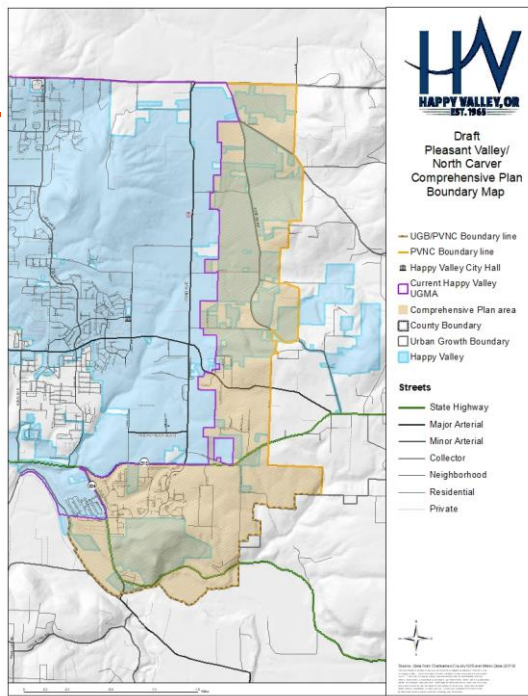 HV
HAPPY VALLEY, OR
EST. 1965
Draft
Pleasant Valley/
North Carver
Comprehensive Plan
Boundary Map
UGB/PVNC Boundary line
PVNC Boundary line
Happy Valley City Hall
Current Happy Valley
UGMA
Comprehensive Plan area
County Boundary
Urban Growth Boundary
Happy Valley
Streets
State Highway
Major Arterial
Minor Arterial
Collector
Neighborhood
Residential
Private